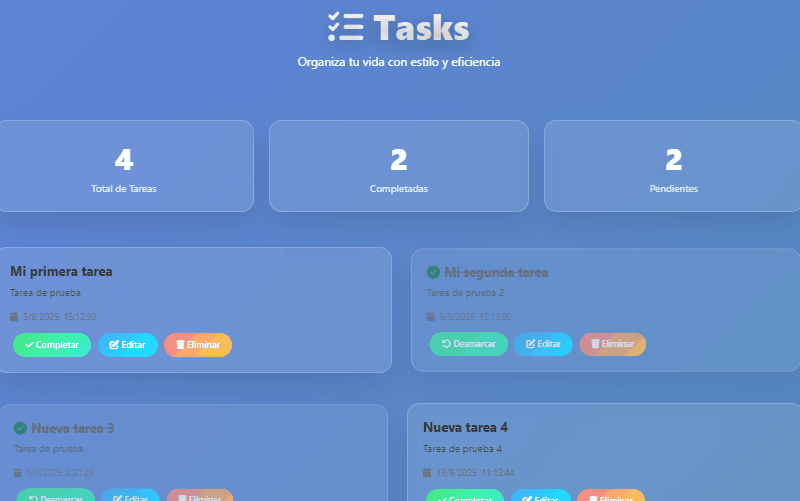 Tasks
Organiza tu vida con estilo y eficiencia
4
Total de Tareas
2
Completadas
2
Pendientes
Mi primera tarea
Tarea de prueba
5/8/2025, 15:12:30
Completar
Editar
Eliminar
Mi segunda tarea
Tarea de prueba 2
5/8/2025, 15:13:00
Desmarcar
Editar
Eliminar
Nueva tarea 3
Tarea de prueba
6/8/2025, 2:21:28
Desmarcar
Editar
Eliminar
Nueva tarea 4
Tarea de prueba 4
13/9/2025, 11:13:44
Completar
Editar
Eliminar